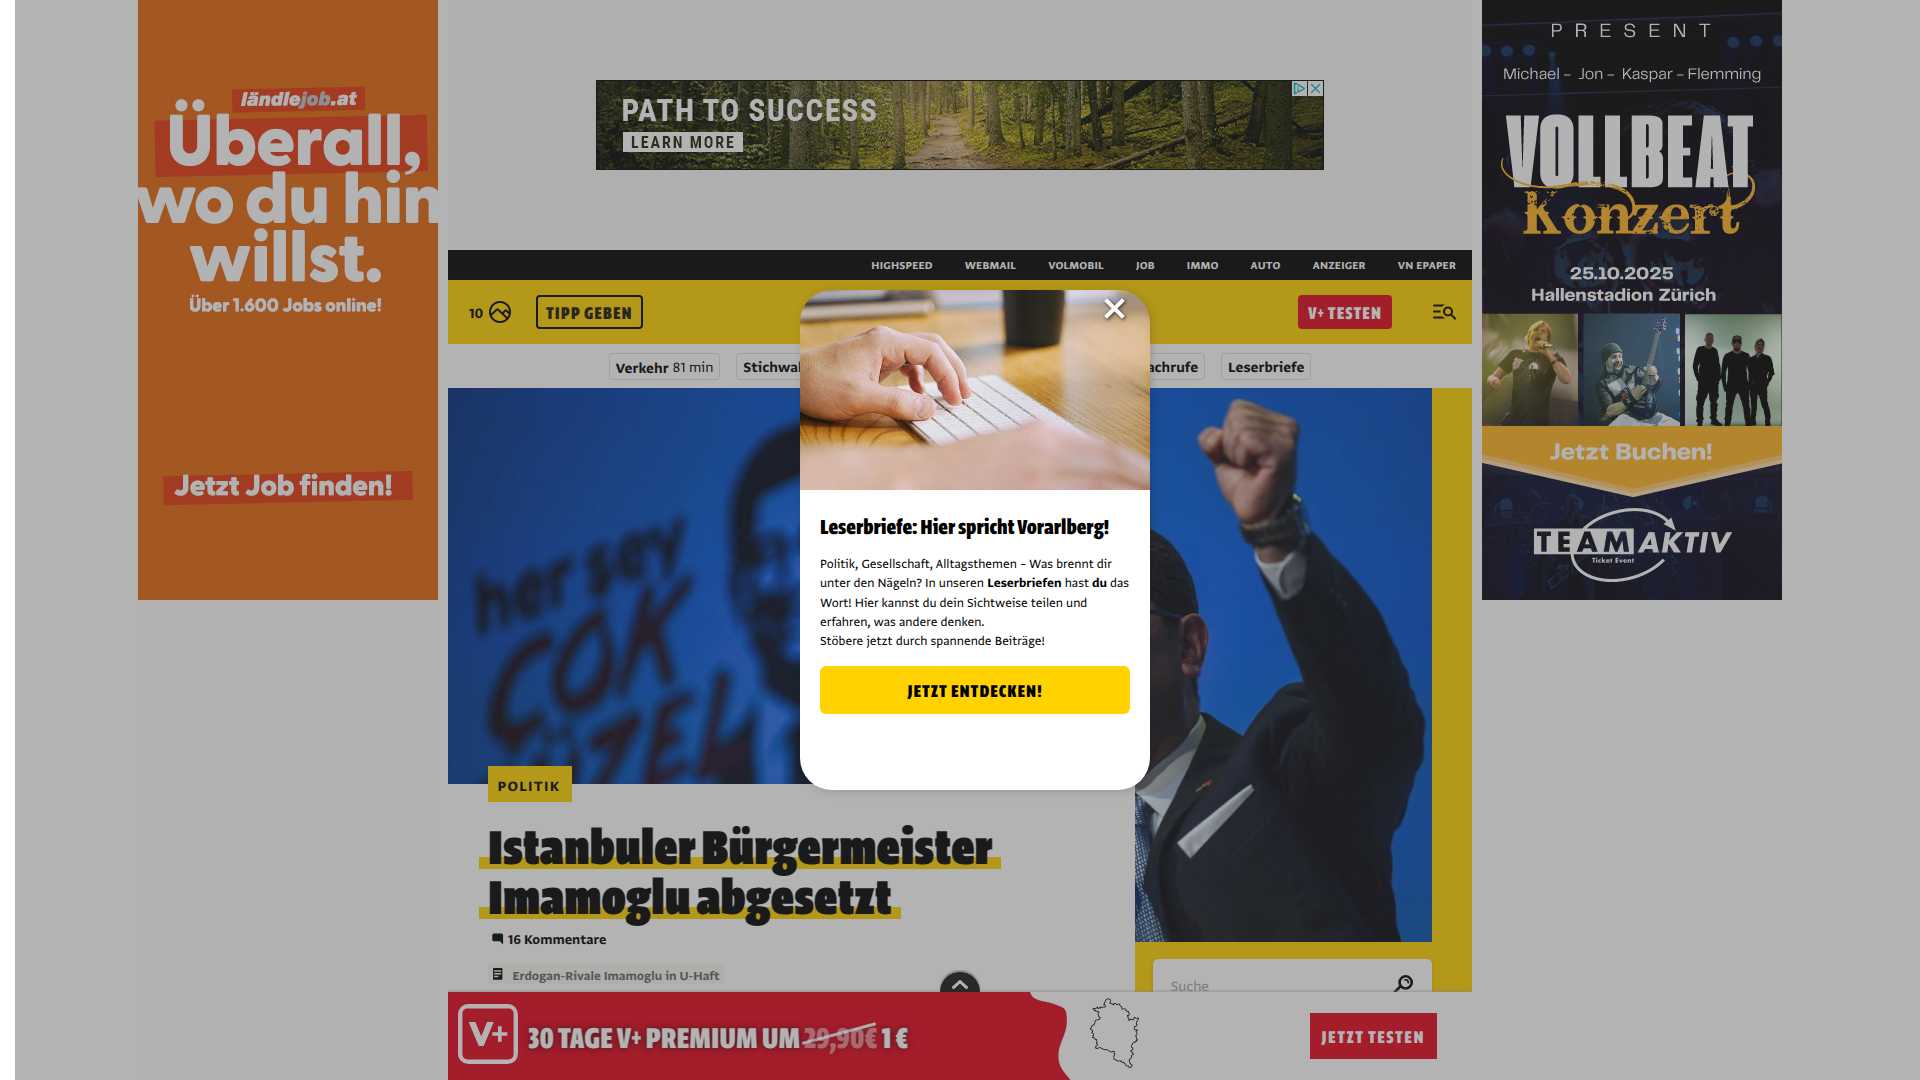 ländlejob.at
Überall,
wo du hin
willst.
Über 1.600 Jobs online!
Jetzt Job finden!
PATH TO SUCCESS
LEARN MORE
PRESENT
Michael - Jon - Kaspar - Flemming
VOLLBEAT
Konzert
25.10.2025
Hallenstadion Zürich
Jetzt Buchen!
TEAM AKTIV
Ticket Event
HIGHSPEED WEBMAIL VOLMOBIL JOB IMMO AUTO ANZEIGER VN EPAPER
10 TIPP GEBEN V+ TESTEN
Verkehr 81 min Stichwa achrufe Leserbriefe
her şey
ÇOK
ÜZEL
Leserbriefe: Hier spricht Vorarlberg!
Politik, Gesellschaft, Alltagsthemen – Was brennt dir
unter den Nägeln? In unseren Leserbriefen hast du das
Wort! Hier kannst du dein Sichtweise teilen und
erfahren, was andere denken.
Stöbere jetzt durch spannende Beiträge!
JETZT ENTDECKEN!
POLITIK
Istanbuler Bürgermeister
Imamoglu abgesetzt
16 Kommentare
Erdogan-Rivale Imamoglu in U-Haft
Suche
V+ 30 TAGE V+ PREMIUM UM 29,90€ 1 €
JETZT TESTEN